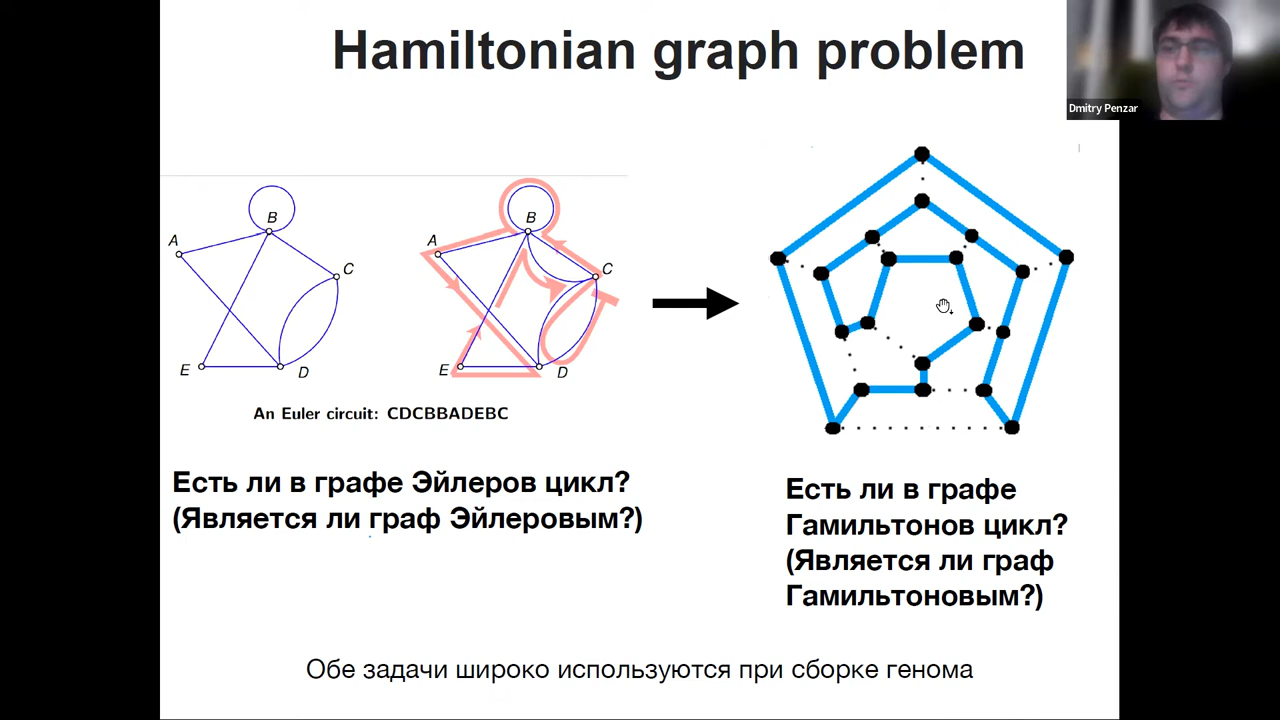 Hamiltonian graph problem
Dmitry Penzar
B
A
C
E
D
B
A
C
E
D
An Euler circuit: CDCBBADEBC
Есть ли в графе Эйлеров цикл?
(Является ли граф Эйлеровым?)
Есть ли в графе
Гамильтонов цикл?
(Является ли граф
Гамильтоновым?)
Обе задачи широко используются при сборке генома